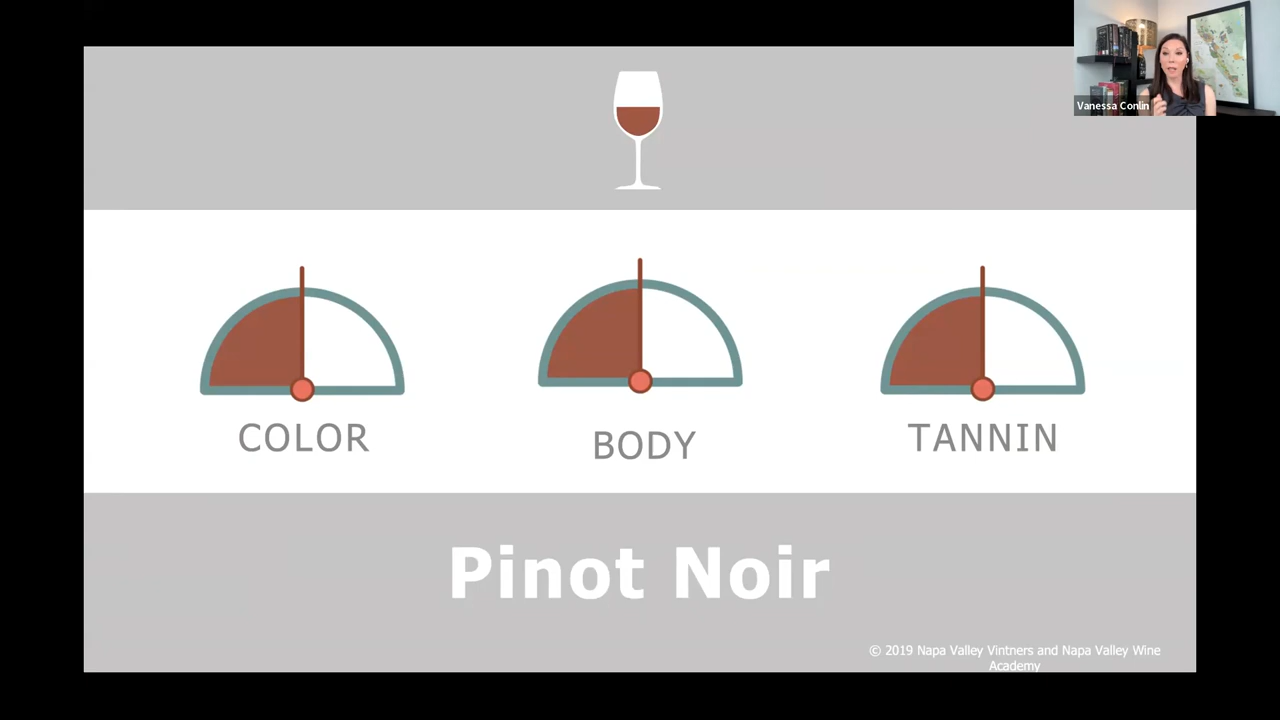 Vanessa Conlin
COLOR
BODY
TANNIN
Pinot Noir
© 2019 Napa Valley Vintners and Napa Valley Wine
Academy